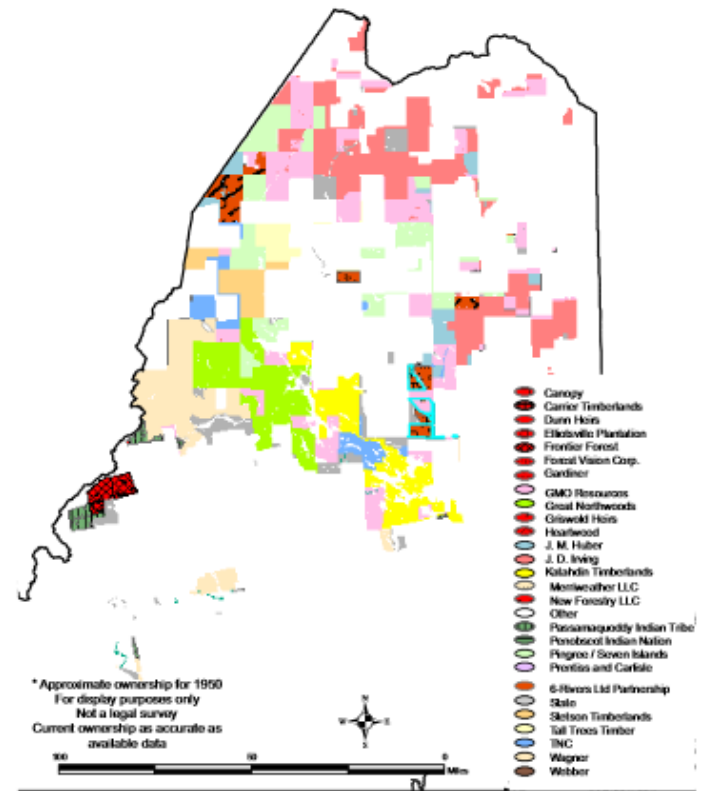 Canopy
Carrier Timberlands
Dunn Heirs
Elliotsville Plantation
Frontier Forest
Forest Vision Corp.
Gardiner
GMO Resources
Great Northwoods
Griswold Heirs
Heartwood
J. M. Huber
J. D. Irving
Katahdin Timberlands
Merriweather LLC
New Forestry LLC
Other
Passamaquoddy Indian Tribe
Penobscot Indian Nation
Pingree / Seven Islands
Prentiss and Carlisle
6-Rivers Ltd Partnership
State
Stetson Timberlands
Tall Trees Timber
TNC
Wagner
Webber
* Approximate ownership for 1950
For display purposes only
Not a legal survey
Current ownership as accurate as
available data
N
W E
S
100 50 0
Miles